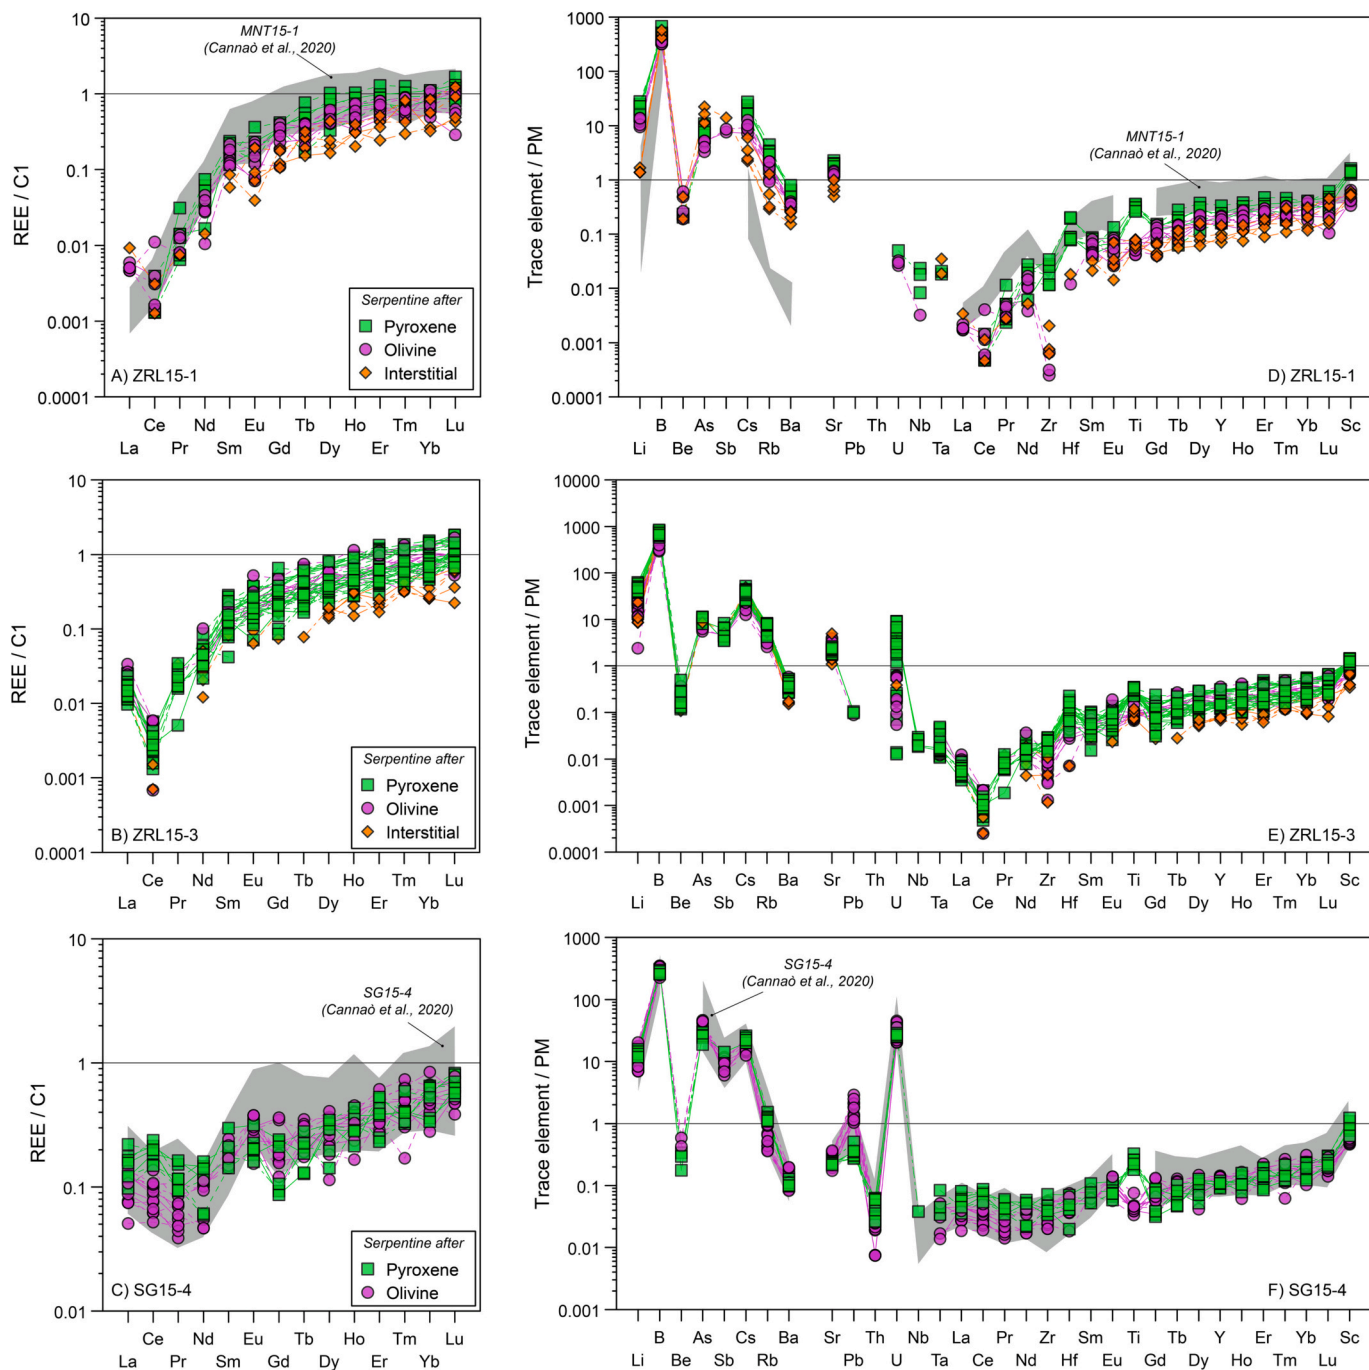 10
1
0.1
0.01
0.001
0.0001
REE / C1
MNT15-1
(Cannaò et al., 2020)
Serpentine after
Pyroxene
Olivine
Interstitial
A) ZRL15-1
Ce Nd Eu Tb Ho Tm Lu
La Pr Sm Gd Dy Er Yb
10000
1000
100
10
1
0.1
0.01
0.001
0.0001
Trace elemet / PM
MNT15-1
(Cannaò et al., 2020)
D) ZRL15-1
B As Cs Ba Sr Th Nb La Pr Zr Sm Ti Tb Y Er Yb Sc
Li Be Sb Rb Pb U Ta Ce Nd Hf Eu Gd Dy Ho Tm Lu
10
1
0.1
0.01
0.001
0.0001
REE / C1
Serpentine after
Pyroxene
Olivine
Interstitial
B) ZRL15-3
Ce Nd Eu Tb Ho Tm Lu
La Pr Sm Gd Dy Er Yb
10000
1000
100
10
1
0.1
0.01
0.001
0.0001
Trace element / PM
E) ZRL15-3
B As Cs Ba Sr Th Nb La Pr Zr Sm Ti Tb Y Er Yb Sc
Li Be Sb Rb Pb U Ta Ce Nd Hf Eu Gd Dy Ho Tm Lu
10
1
0.1
0.01
REE / C1
SG15-4
(Cannaò et al., 2020)
Serpentine after
Pyroxene
Olivine
C) SG15-4
Ce Nd Eu Tb Ho Tm Lu
La Pr Sm Gd Dy Er Yb
1000
100
10
1
0.1
0.01
0.001
Trace element / PM
SG15-4
(Cannaò et al., 2020)
F) SG15-4
B As Cs Ba Sr Th Nb La Pr Zr Sm Ti Tb Y Er Yb Sc
Li Be Sb Rb Pb U Ta Ce Nd Hf Eu Gd Dy Ho Tm Lu